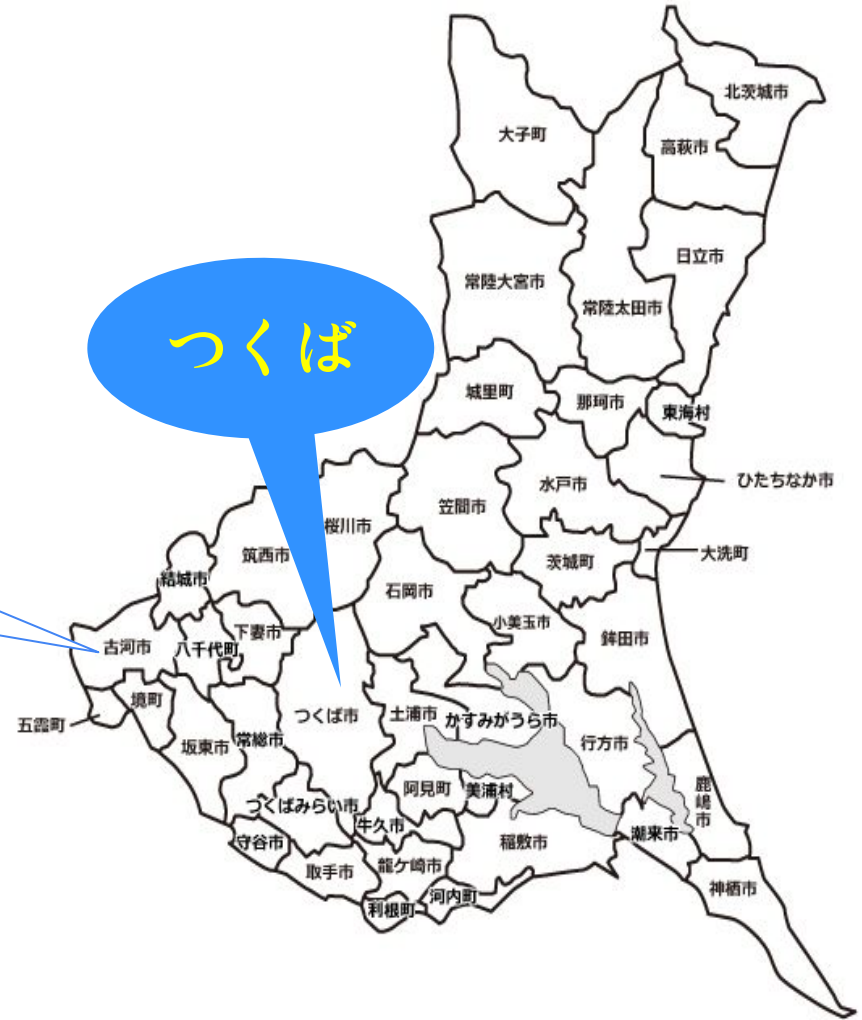 北茨城市
大子町
高萩市
日立市
常陸大宮市
常陸太田市
つくば
城里町
那珂市
東海村
ひたちなか市
水戸市
笠間市
桜川市
筑西市
大洗町
茨城町
結城市
石岡市
小美玉市
鉾田市
下妻市
八千代町
古河市
境町
五霞町
つくば市
土浦市
かすみがうら市
行方市
坂東市
常総市
阿見町
美浦村
鹿嶋市
つくばみらい市
牛久市
潮来市
守谷市
稲敷市
取手市
龍ケ崎市
神栖市
河内町
利根町